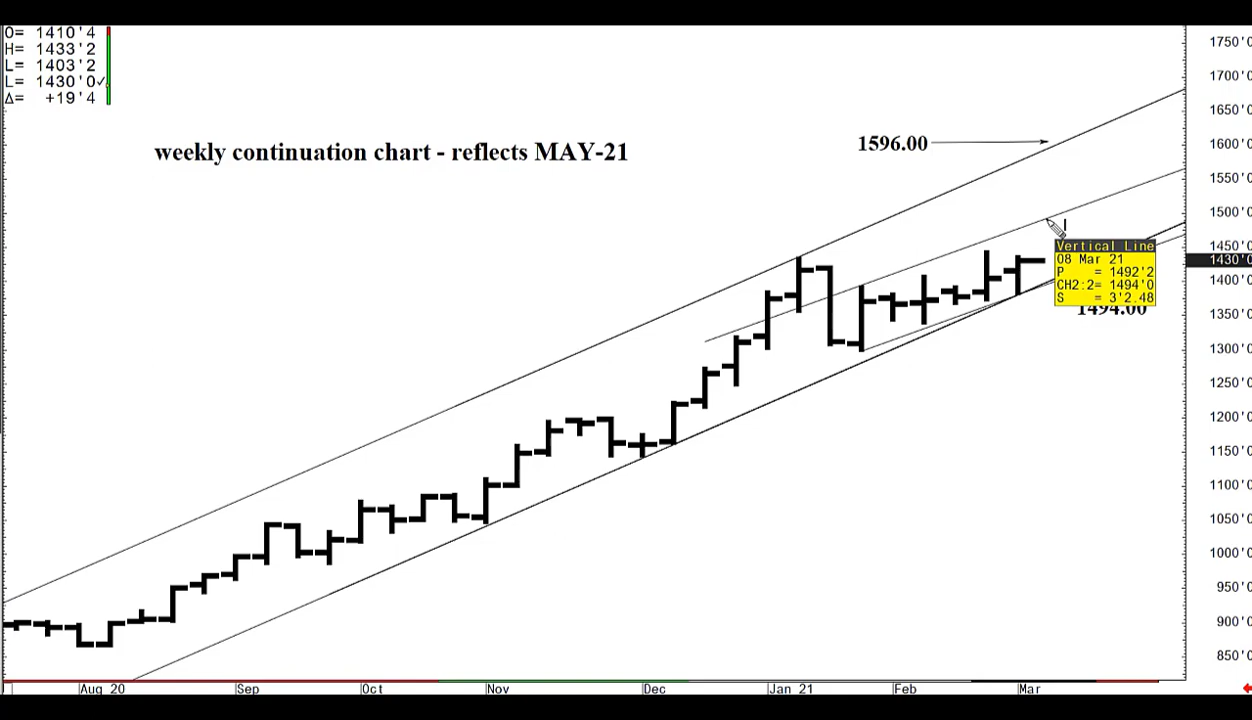 O= 1410'4
H= 1433'2
L= 1403'2
L= 1430'0✓
Δ= +19'4
weekly continuation chart - reflects MAY-21
1596.00
Vertical Line
08 Mar 21
P = 1492'2
CH2:2= 1494'0
S = 3'2.48
1494.00
1750'0
1700'0
1650'0
1600'0
1550'0
1500'0
1450'0
1430'0
1400'0
1350'0
1300'0
1250'0
1200'0
1150'0
1100'0
1050'0
1000'0
950'0
900'0
850'0
Aug 20 Sep Oct Nov Dec Jan 21 Feb Mar